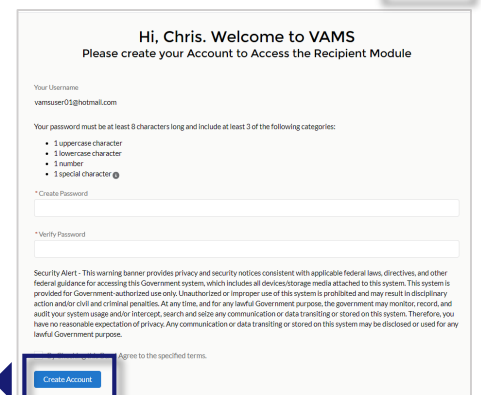 Hi, Chris. Welcome to VAMS
Please create your Account to Access the Recipient Module
Your Username
vamsuser01@hotmail.com
Your password must be at least 8 characters long and include at least 3 of the following categories:
• 1 uppercase character
• 1 lowercase character
• 1 number
• 1 special character
* Create Password
* Verify Password
Security Alert - This warning banner provides privacy and security notices consistent with applicable federal laws, directives, and other
federal guidance for accessing this Government system, which includes all devices/storage media attached to this system. This system is
provided for Government-authorized use only. Unauthorized or improper use of this system is prohibited and may result in disciplinary
action and/or civil and criminal penalties. At any time, and for any lawful Government purpose, the government may monitor, record, and
audit your system usage and/or intercept, search and seize any communication or data transiting or stored on this system. Therefore, you
have no reasonable expectation of privacy. Any communication or data transiting or stored on this system may be disclosed or used for any
lawful Government purpose.
Agree to the specified terms.
Create Account